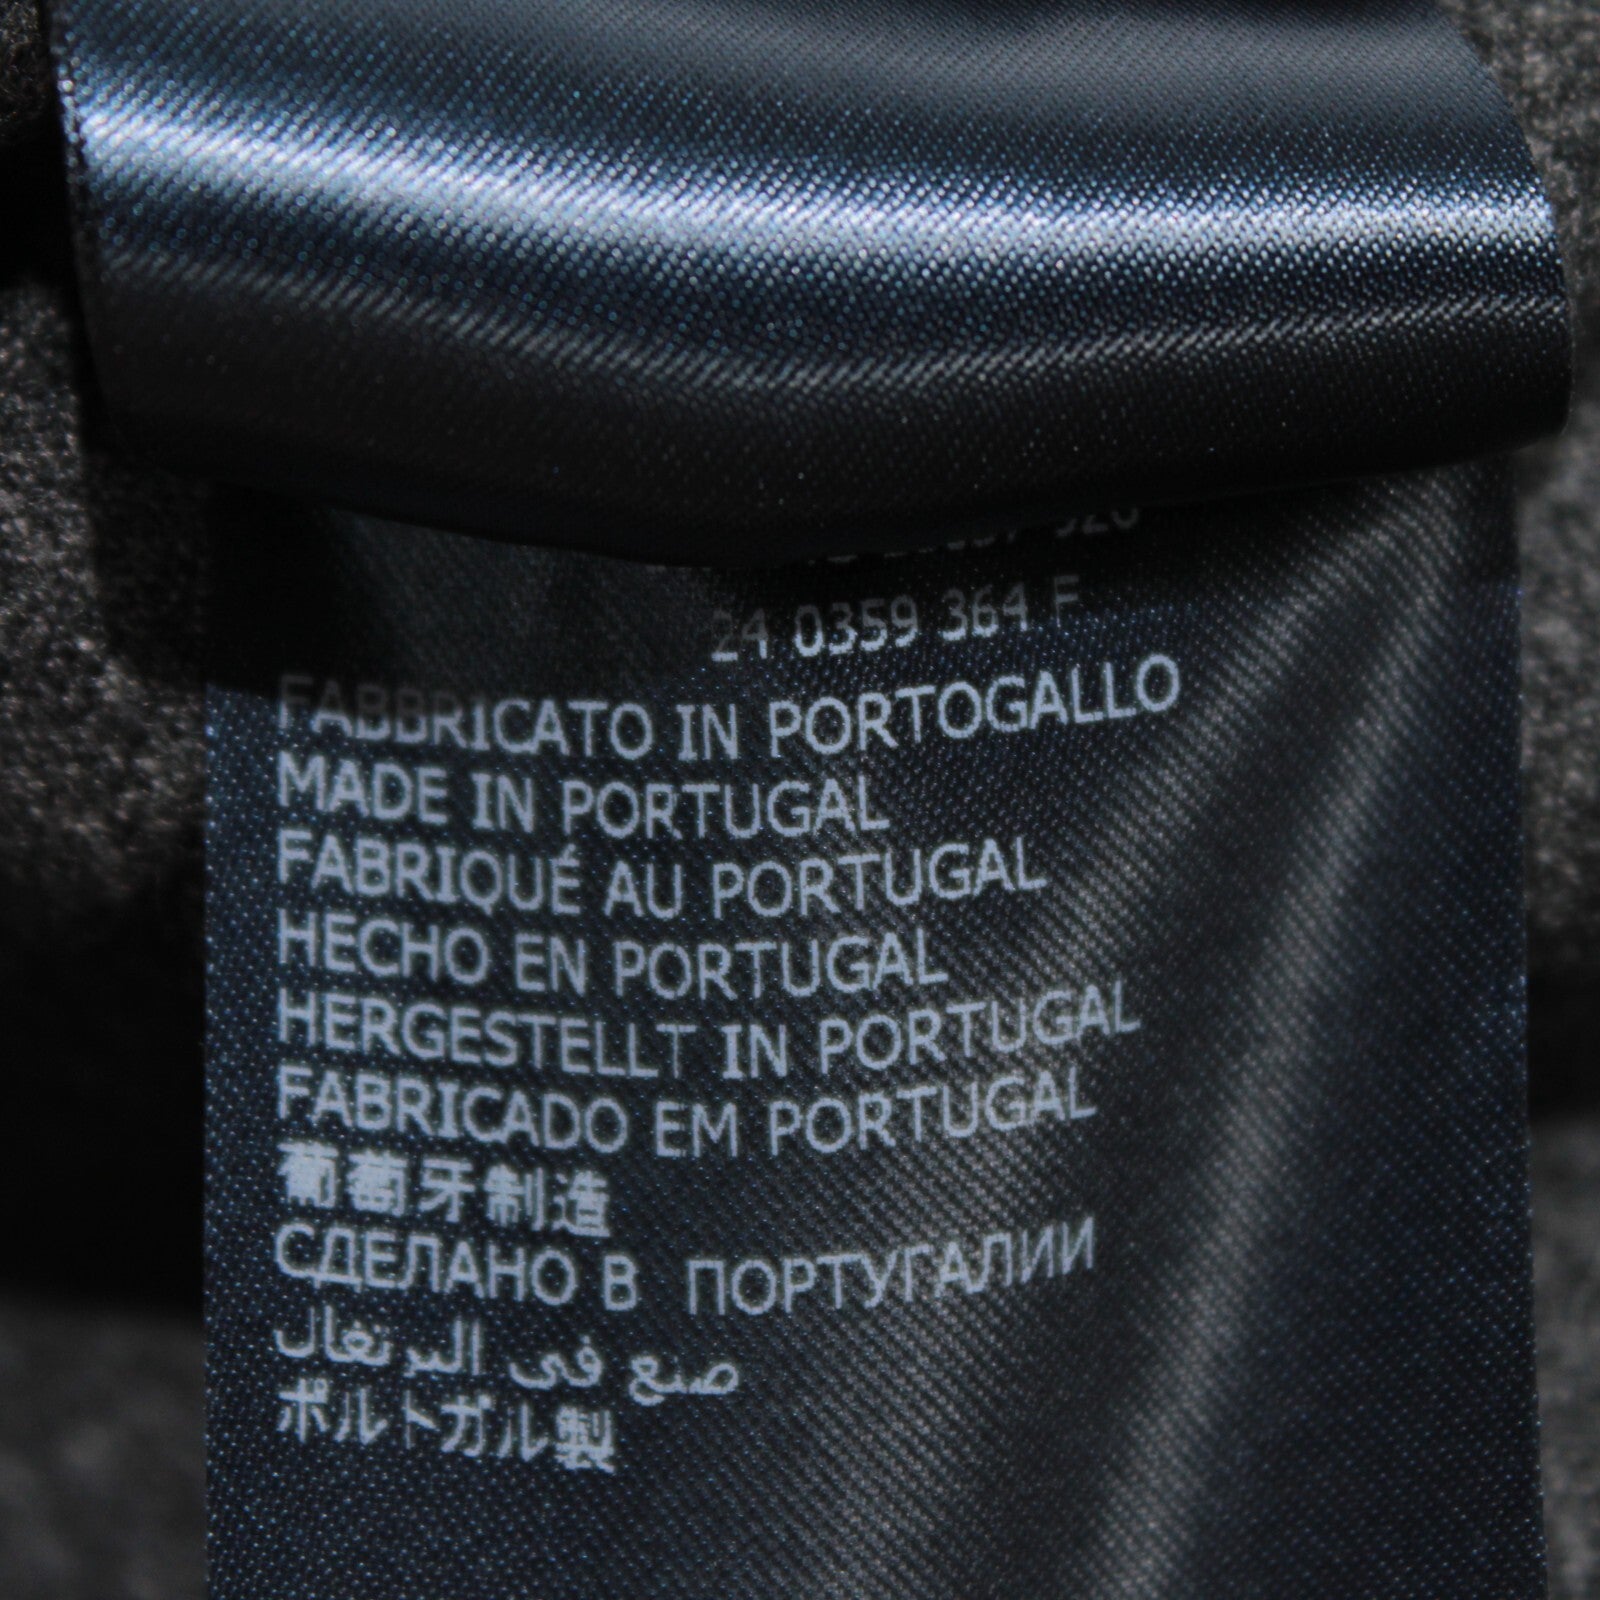 24 0359 364 F
FABBRICATO IN PORTOGALLO
MADE IN PORTUGAL
FABRIQUÉ AU PORTUGAL
HECHO EN PORTUGAL
HERGESTELLT IN PORTUGAL
FABRICADO EM PORTUGAL
葡萄牙制造
СДЕЛАНО В ПОРТУГАЛИИ
صنع في البرتغال
ポルトガル製